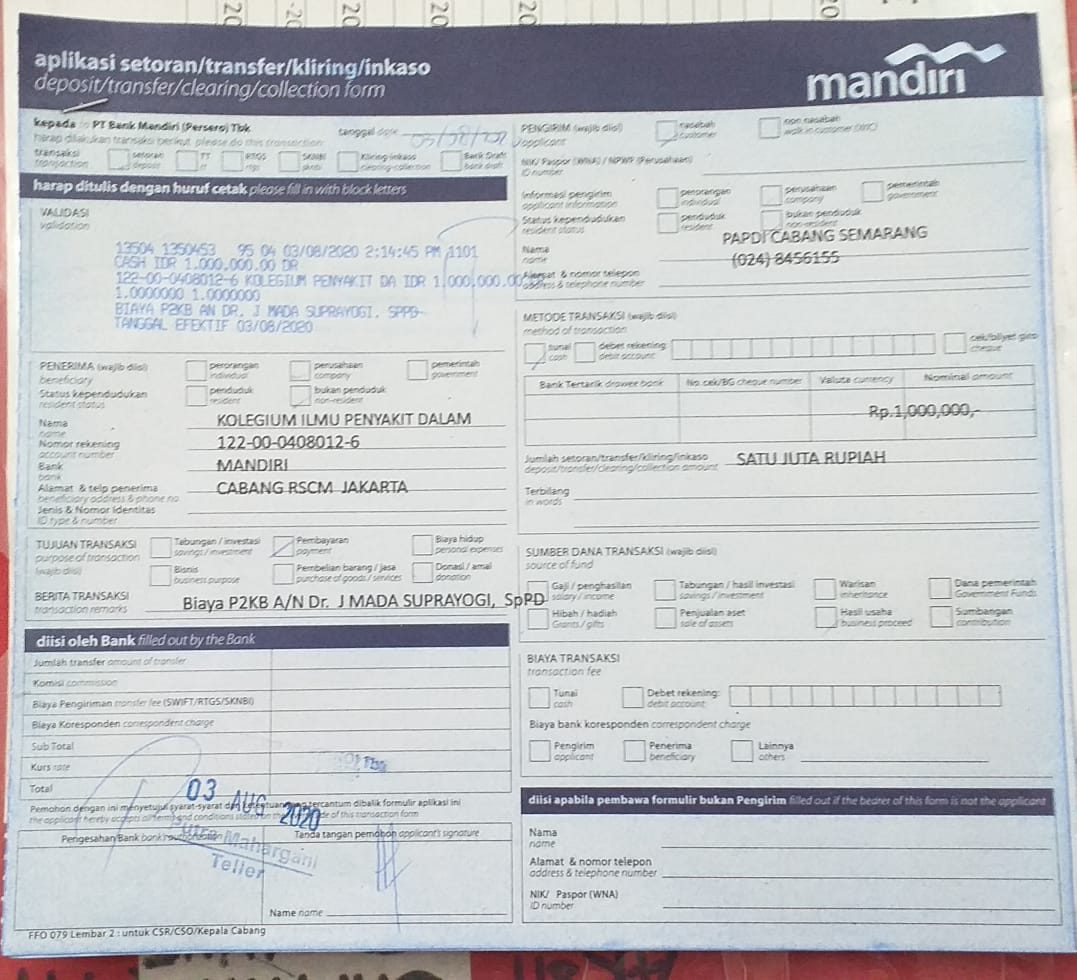 20 20 20 20 20 20
aplikasi setoran/transfer/kliring/inkaso
deposit/transfer/clearing/collection form
mandırı
kepada to PT Bank Mandiri (Persero) Tbk
harap dilakukan transaksi berikut please do this transaction:
tanggal date
transaksi
transaction
setoran
deposit
TT
tt
RTGS
rtgs
SKNBI
sknbi
Kliring-Inkaso
clearing-collection
Bank Draft
bank draft
harap ditulis dengan huruf cetak please fill in with block letters
VALIDASI
validation
13504 1350453 95 04 03/08/2020 2:14:45 PM 1101
CASH IDR 1.000.000.00 DR
122-00-0408012-6 KOLEGIUM PENYAKIT DA IDR 1.000.000.00
1.0000000 1.0000000
BIAYA P2KB AN DR. J MADA SUPRAYOGI. SPPD
TANGGAL EFEKTIF 03/08/2020
PENERIMA (wajib diisi)
beneficiary
perorangan
individual
perusahaan
company
pemerintah
government
Status kependudukan
resident status
penduduk
resident
bukan penduduk
non-resident
Nama
name
KOLEGIUM ILMU PENYAKIT DALAM
Nomor rekening
account number
122-00-0408012-6
Bank
bank
MANDIRI
Alamat & telp penerima
beneficiary address & phone no
CABANG RSCM JAKARTA
Jenis & Nomor Identitas
ID type & number
TUJUAN TRANSAKSI
purpose of transaction
(wajib diisi)
Tabungan / investasi
savings / investment
Pembayaran
payment
Biaya hidup
personal expenses
Bisnis
business purpose
Pembelian barang / jasa
purchase of goods / services
Donasi / amal
donation
BERITA TRANSAKSI
transaction remarks
Biaya P2KB A/N Dr. J MADA SUPRAYOGI, SpPD
diisi oleh Bank filled out by the Bank
Jumlah transfer amount of transfer
Komisi commission
Biaya Pengiriman transfer fee (SWIFT/RTGS/SKNBI)
Biaya Koresponden correspondent charge
Sub Total
Kurs rate
Total
03 AUG 2020
Pemohon dengan ini menyetujui syarat-syarat dan tercantum dibalik formulir aplikasi ini
the applicant hereby accepts all terms and conditions of this transaction form
Pengesahan Bank bank's
Tanda tangan pemohon applicant's signature
Mahargani
Teller
Name name
FFO 079 Lembar 2 : untuk CSR/CSO/Kepala Cabang
PENGIRIM (wajib diisi)
applicant
nasabah
customer
non nasabah
walk in customer (WIC)
NIK/ Paspor (WNA) / NPWP (Perusahaan)
ID number
Informasi pengirim
applicant information
perorangan
individual
perusahaan
company
pemerintah
government
Status kependudukan
resident status
penduduk
resident
bukan penduduk
non-resident
Nama
name
PAPDI CABANG SEMARANG
(024) 8456155
Alamat & nomor telepon
address & telephone number
METODE TRANSAKSI (wajib diisi)
method of transaction
tunai
cash
debet rekening:
debit account:
cek/bilyet giro
cheque
Bank Tertarik drawee bank
No. cek/BG cheque number
Valuta currency
Nominal amount
Rp.1,000,000,-
Jumlah setoran/transfer/kliring/inkaso
deposit/transfer/clearing/collection amount
SATU JUTA RUPIAH
Terbilang
in words
SUMBER DANA TRANSAKSI (wajib diisi)
source of fund
Gaji / penghasilan
salary / income
Tabungan / hasil investasi
savings / investment
Warisan
inheritance
Dana pemerintah
Government Funds
Hibah / hadiah
Grants / gifts
Penjualan aset
sale of assets
Hasil usaha
business proceed
Sumbangan
contribution
BIAYA TRANSAKSI
transaction fee
Tunai
cash
Debet rekening:
debit account:
Biaya bank koresponden correspondent charge
Pengirim
applicant
Penerima
beneficiary
Lainnya
others
diisi apabila pembawa formulir bukan Pengirim filled out if the bearer of this form is not the applicant
Nama
name
Alamat & nomor telepon
address & telephone number
NIK/ Paspor (WNA)
ID number